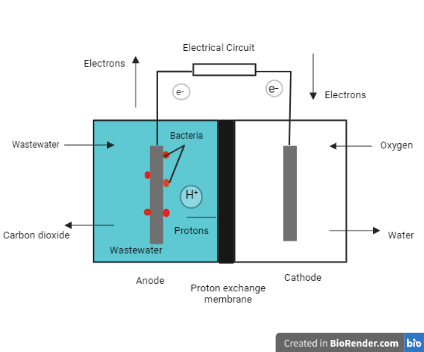 Electrical Circuit
Electrons
e-
e-
Electrons
Wastewater
Bacteria
Oxygen
H+
Protons
Carbon dioxide
Water
Wastewater
Anode
Cathode
Proton exchange
membrane
Created in BioRender.com bio